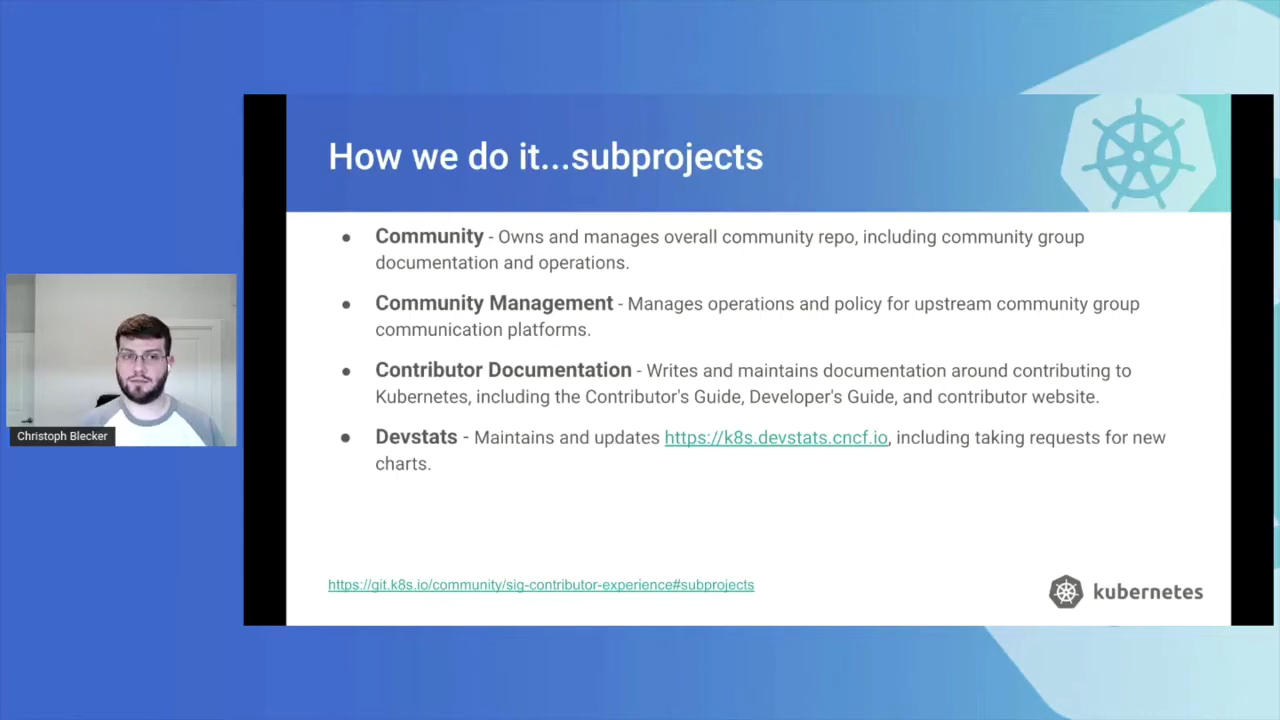 How we do it...subprojects
● Community - Owns and manages overall community repo, including community group
documentation and operations.
● Community Management - Manages operations and policy for upstream community group
communication platforms.
● Contributor Documentation - Writes and maintains documentation around contributing to
Kubernetes, including the Contributor's Guide, Developer's Guide, and contributor website.
● Devstats - Maintains and updates https://k8s.devstats.cncf.io, including taking requests for new
charts.
Christoph Blecker
https://git.k8s.io/community/sig-contributor-experience#subprojects
kubernetes